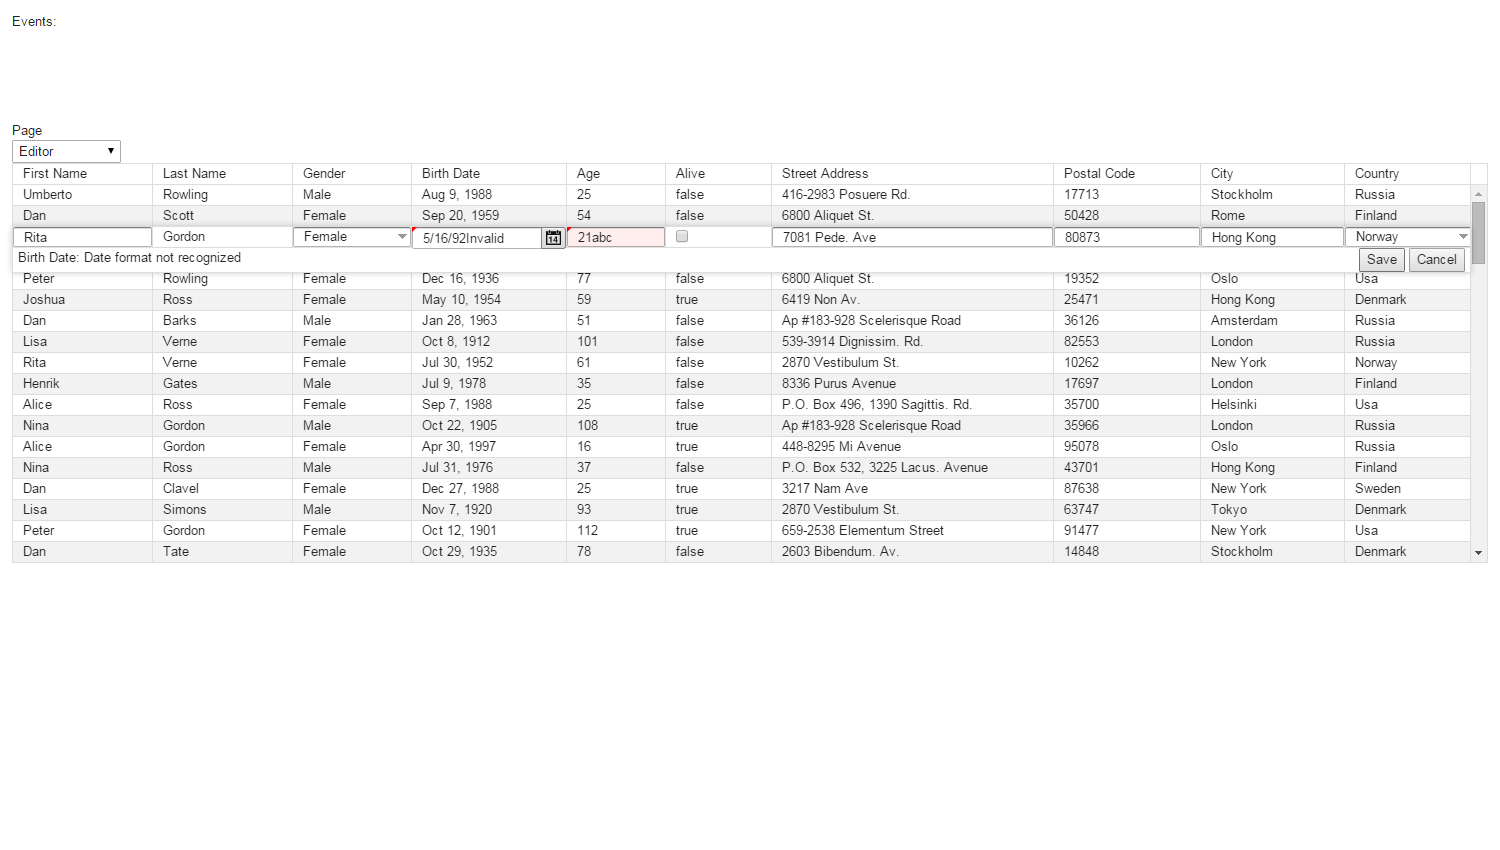 Events:
Page
Editor
First Name Last Name Gender Birth Date Age Alive Street Address Postal Code City Country
Umberto Rowling Male Aug 9, 1988 25 false 416-2983 Posuere Rd. 17713 Stockholm Russia
Dan Scott Female Sep 20, 1959 54 false 6800 Aliquet St. 50428 Rome Finland
Rita Gordon Female 5/16/92Invalid 14 21abc 7081 Pede. Ave 80873 Hong Kong Norway
Birth Date: Date format not recognized Save Cancel
Peter Rowling Female Dec 16, 1936 77 false 6800 Aliquet St. 19352 Oslo Usa
Joshua Ross Female May 10, 1954 59 true 6419 Non Av. 25471 Hong Kong Denmark
Dan Barks Male Jan 28, 1963 51 false Ap #183-928 Scelerisque Road 36126 Amsterdam Russia
Lisa Verne Female Oct 8, 1912 101 false 539-3914 Dignissim. Rd. 82553 London Russia
Rita Verne Female Jul 30, 1952 61 false 2870 Vestibulum St. 10262 New York Norway
Henrik Gates Male Jul 9, 1978 35 false 8336 Purus Avenue 17697 London Finland
Alice Ross Female Sep 7, 1988 25 false P.O. Box 496, 1390 Sagittis. Rd. 35700 Helsinki Usa
Nina Gordon Male Oct 22, 1905 108 true Ap #183-928 Scelerisque Road 35966 London Russia
Alice Gordon Female Apr 30, 1997 16 true 448-8295 Mi Avenue 95078 Oslo Russia
Nina Ross Male Jul 31, 1976 37 false P.O. Box 532, 3225 Lacus. Avenue 43701 Hong Kong Finland
Dan Clavel Female Dec 27, 1988 25 true 3217 Nam Ave 87638 New York Sweden
Lisa Simons Male Nov 7, 1920 93 true 2870 Vestibulum St. 63747 Tokyo Denmark
Peter Gordon Female Oct 12, 1901 112 true 659-2538 Elementum Street 91477 New York Usa
Dan Tate Female Oct 29, 1935 78 false 2603 Bibendum. Av. 14848 Stockholm Denmark